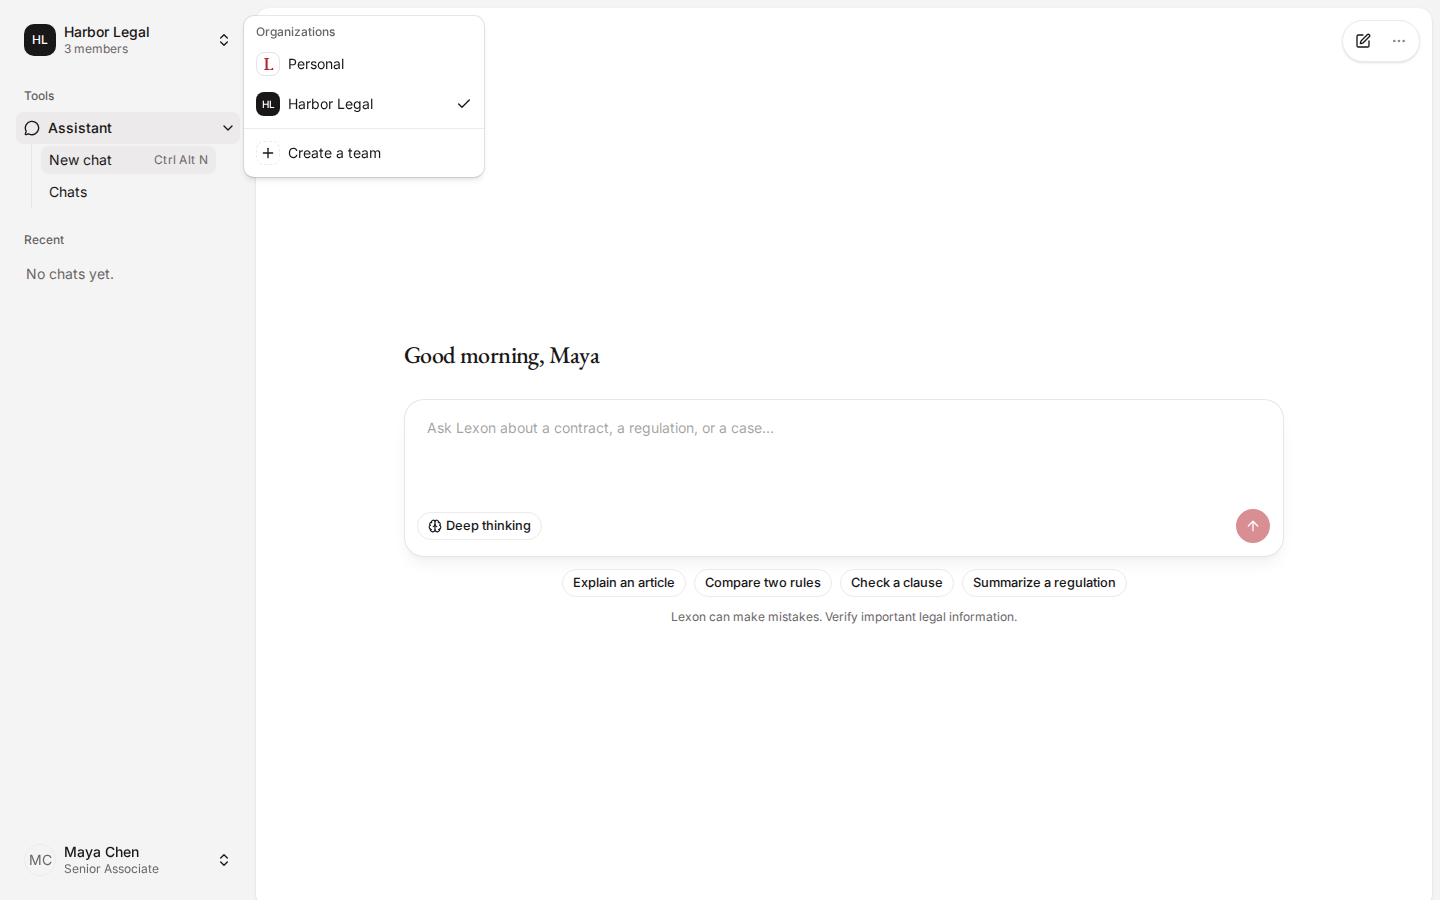 HL
Harbor Legal
3 members
Tools
Assistant
New chat Ctrl Alt N
Chats
Recent
No chats yet.
MC
Maya Chen
Senior Associate
Organizations
L Personal
HL Harbor Legal
Create a team
Good morning, Maya
Ask Lexon about a contract, a regulation, or a case...
Deep thinking
Explain an article Compare two rules Check a clause Summarize a regulation
Lexon can make mistakes. Verify important legal information.